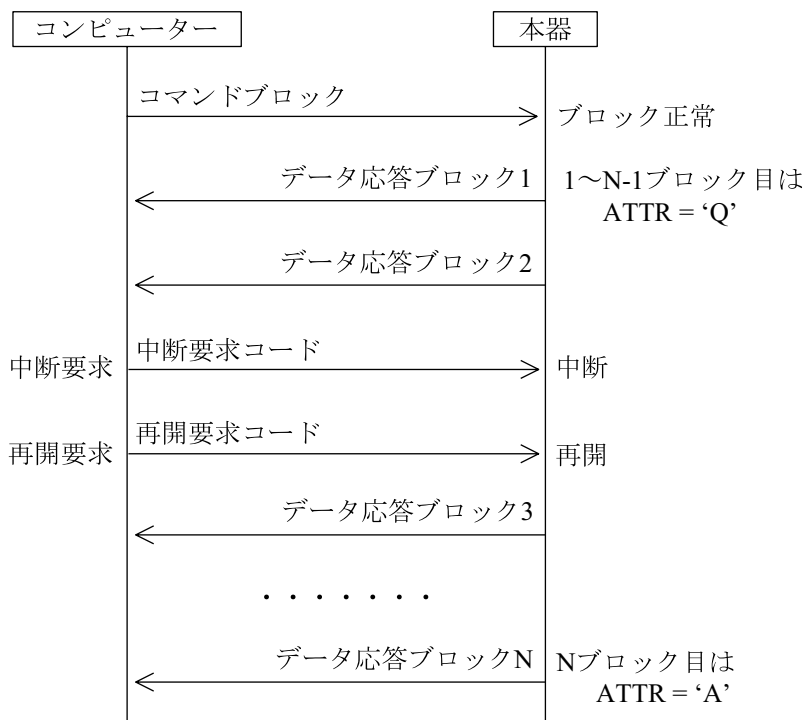 コンピューター
本器
コマンドブロック
ブロック正常
データ応答ブロック1
1～N-1ブロック目は
ATTR = ‘Q’
データ応答ブロック2
中断要求
中断要求コード
中断
再開要求
再開要求コード
再開
データ応答ブロック3
・・・・・・・
データ応答ブロックN
Nブロック目は
ATTR = ‘A’